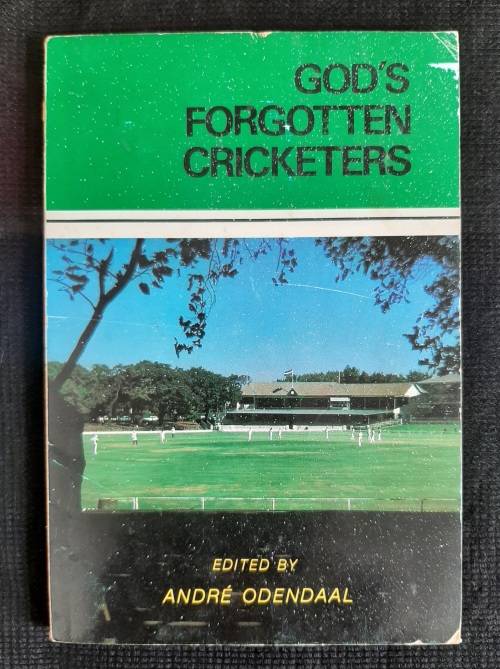 GOD'S
FORGOTTEN
CRICKETERS
EDITED BY
ANDRÉ ODENDAAL